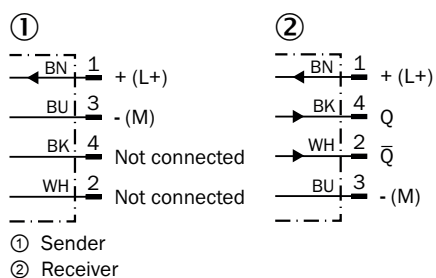 ① ②
BN 1 + (L+)
BU 3 - (M)
BK 4 Not connected
WH 2 Not connected
BN 1 + (L+)
BK 4 Q
WH 2 Q̅
BU 3 - (M)
① Sender
② Receiver